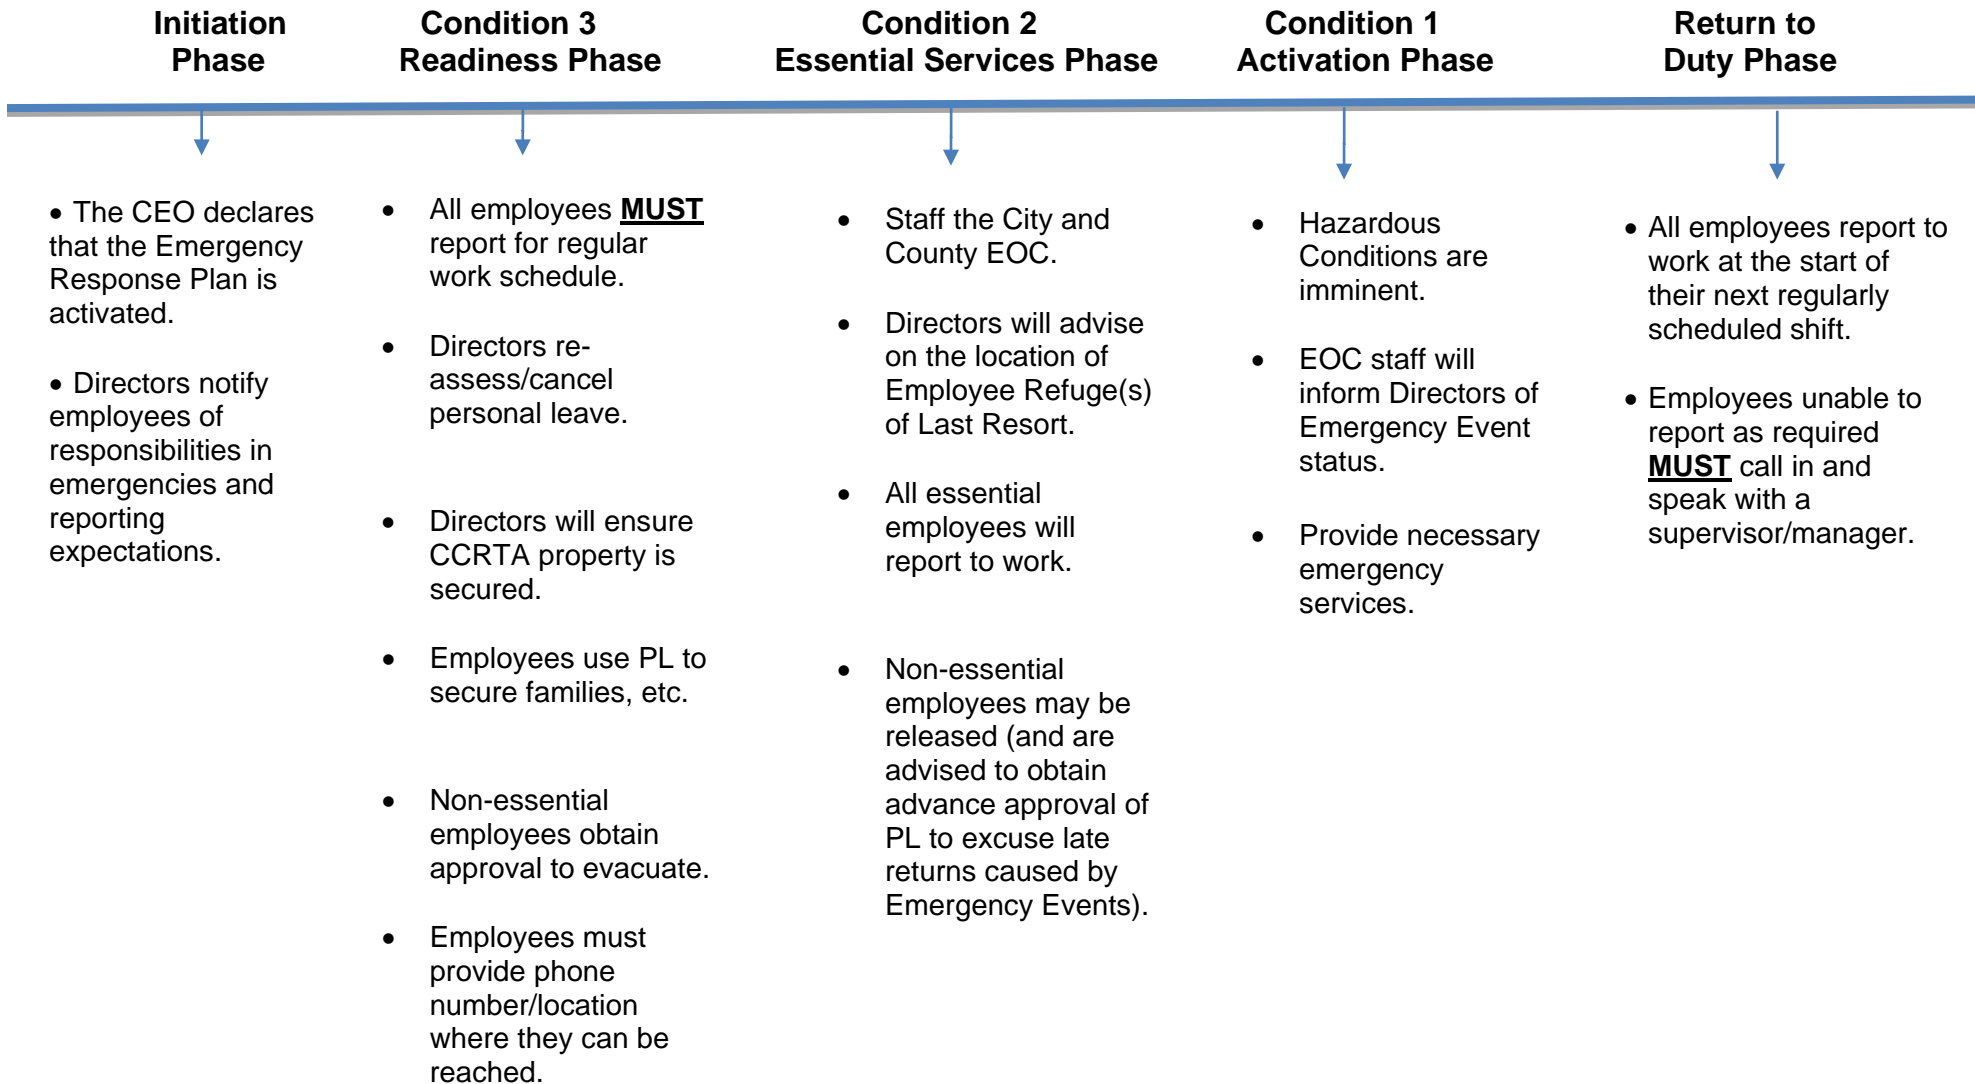 Initiation
Phase
Condition 3
Readiness Phase
Condition 2
Essential Services Phase
Condition 1
Activation Phase
Return to
Duty Phase
• The CEO declares
that the Emergency
Response Plan is
activated.
• Directors notify
employees of
responsibilities in
emergencies and
reporting
expectations.
• All employees MUST
report for regular
work schedule.
• Directors re-
assess/cancel
personal leave.
• Directors will ensure
CCRTA property is
secured.
• Employees use PL to
secure families, etc.
• Non-essential
employees obtain
approval to evacuate.
• Employees must
provide phone
number/location
where they can be
reached.
• Staff the City and
County EOC.
• Directors will advise
on the location of
Employee Refuge(s)
of Last Resort.
• All essential
employees will
report to work.
• Non-essential
employees may be
released (and are
advised to obtain
advance approval of
PL to excuse late
returns caused by
Emergency Events).
• Hazardous
Conditions are
imminent.
• EOC staff will
inform Directors of
Emergency Event
status.
• Provide necessary
emergency
services.
• All employees report to
work at the start of
their next regularly
scheduled shift.
• Employees unable to
report as required
MUST call in and
speak with a
supervisor/manager.